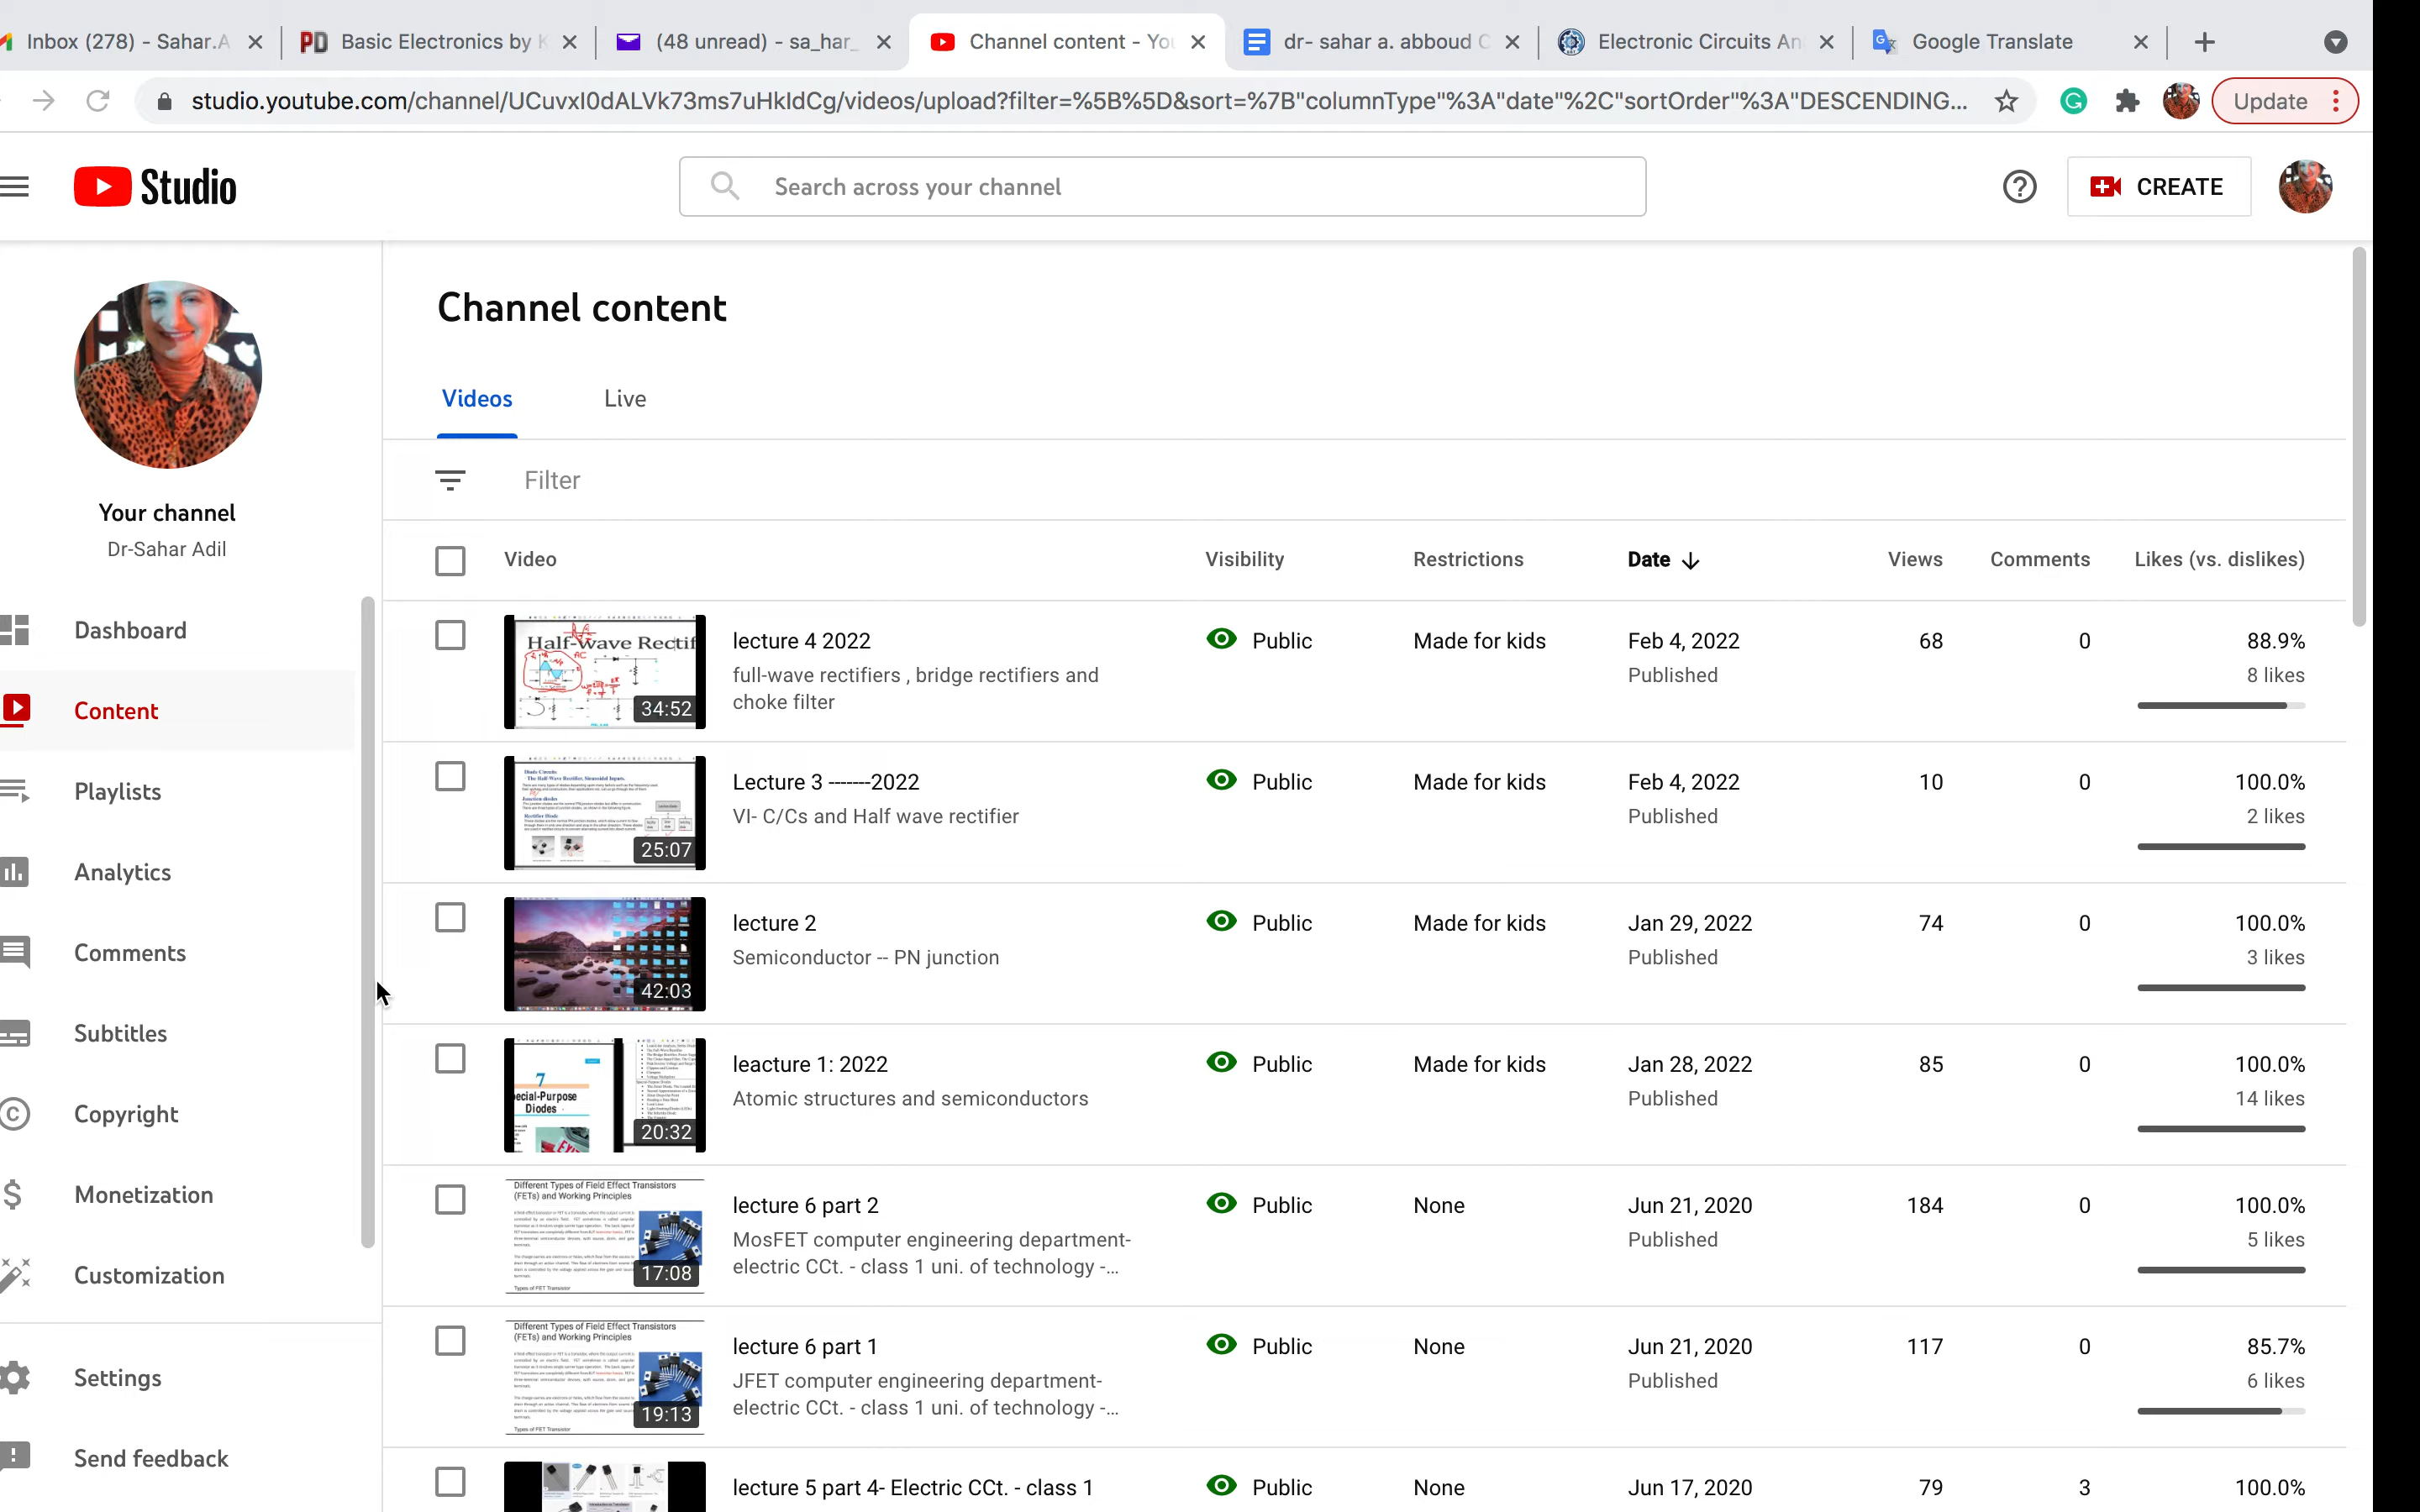 Inbox (278) - Sahar.A
Basic Electronics by K
(48 unread) - sa_har_
Channel content - You
dr- sahar a. abboud C
Electronic Circuits An
Google Translate
studio.youtube.com/channel/UCuvxI0dALVk73ms7uHkIdCg/videos/upload?filter=%5B%5D&sort=%7B"columnType"%3A"date"%2C"sortOrder"%3A"DESCENDING...
Update
Studio
Search across your channel
CREATE
Your channel
Dr-Sahar Adil
Dashboard
Content
Playlists
Analytics
Comments
Subtitles
Copyright
Monetization
Customization
Settings
Send feedback
Channel content
Videos Live
Filter
Video Visibility Restrictions Date Views Comments Likes (vs. dislikes)
Half-wave Rectif
34:52
lecture 4 2022 Public Made for kids Feb 4, 2022 68 0 88.9%
full-wave rectifiers , bridge rectifiers and Published 8 likes
choke filter
25:07
Lecture 3 -------2022 Public Made for kids Feb 4, 2022 10 0 100.0%
VI- C/Cs and Half wave rectifier Published 2 likes
42:03
lecture 2 Public Made for kids Jan 29, 2022 74 0 100.0%
Semiconductor -- PN junction Published 3 likes
7
ecial-Purpose
Diodes
20:32
leacture 1: 2022 Public Made for kids Jan 28, 2022 85 0 100.0%
Atomic structures and semiconductors Published 14 likes
Different Types of Field Effect Transistors
(FETs) and Working Principles
Types of FET Transistor
17:08
lecture 6 part 2 Public None Jun 21, 2020 184 0 100.0%
MosFET computer engineering department- Published 5 likes
electric CCt. - class 1 uni. of technology -...
Different Types of Field Effect Transistors
(FETs) and Working Principles
Types of FET Transistor
19:13
lecture 6 part 1 Public None Jun 21, 2020 117 0 85.7%
JFET computer engineering department- Published 6 likes
electric CCt. - class 1 uni. of technology -...
lecture 5 part 4- Electric CCt. - class 1 Public None Jun 17, 2020 79 3 100.0%